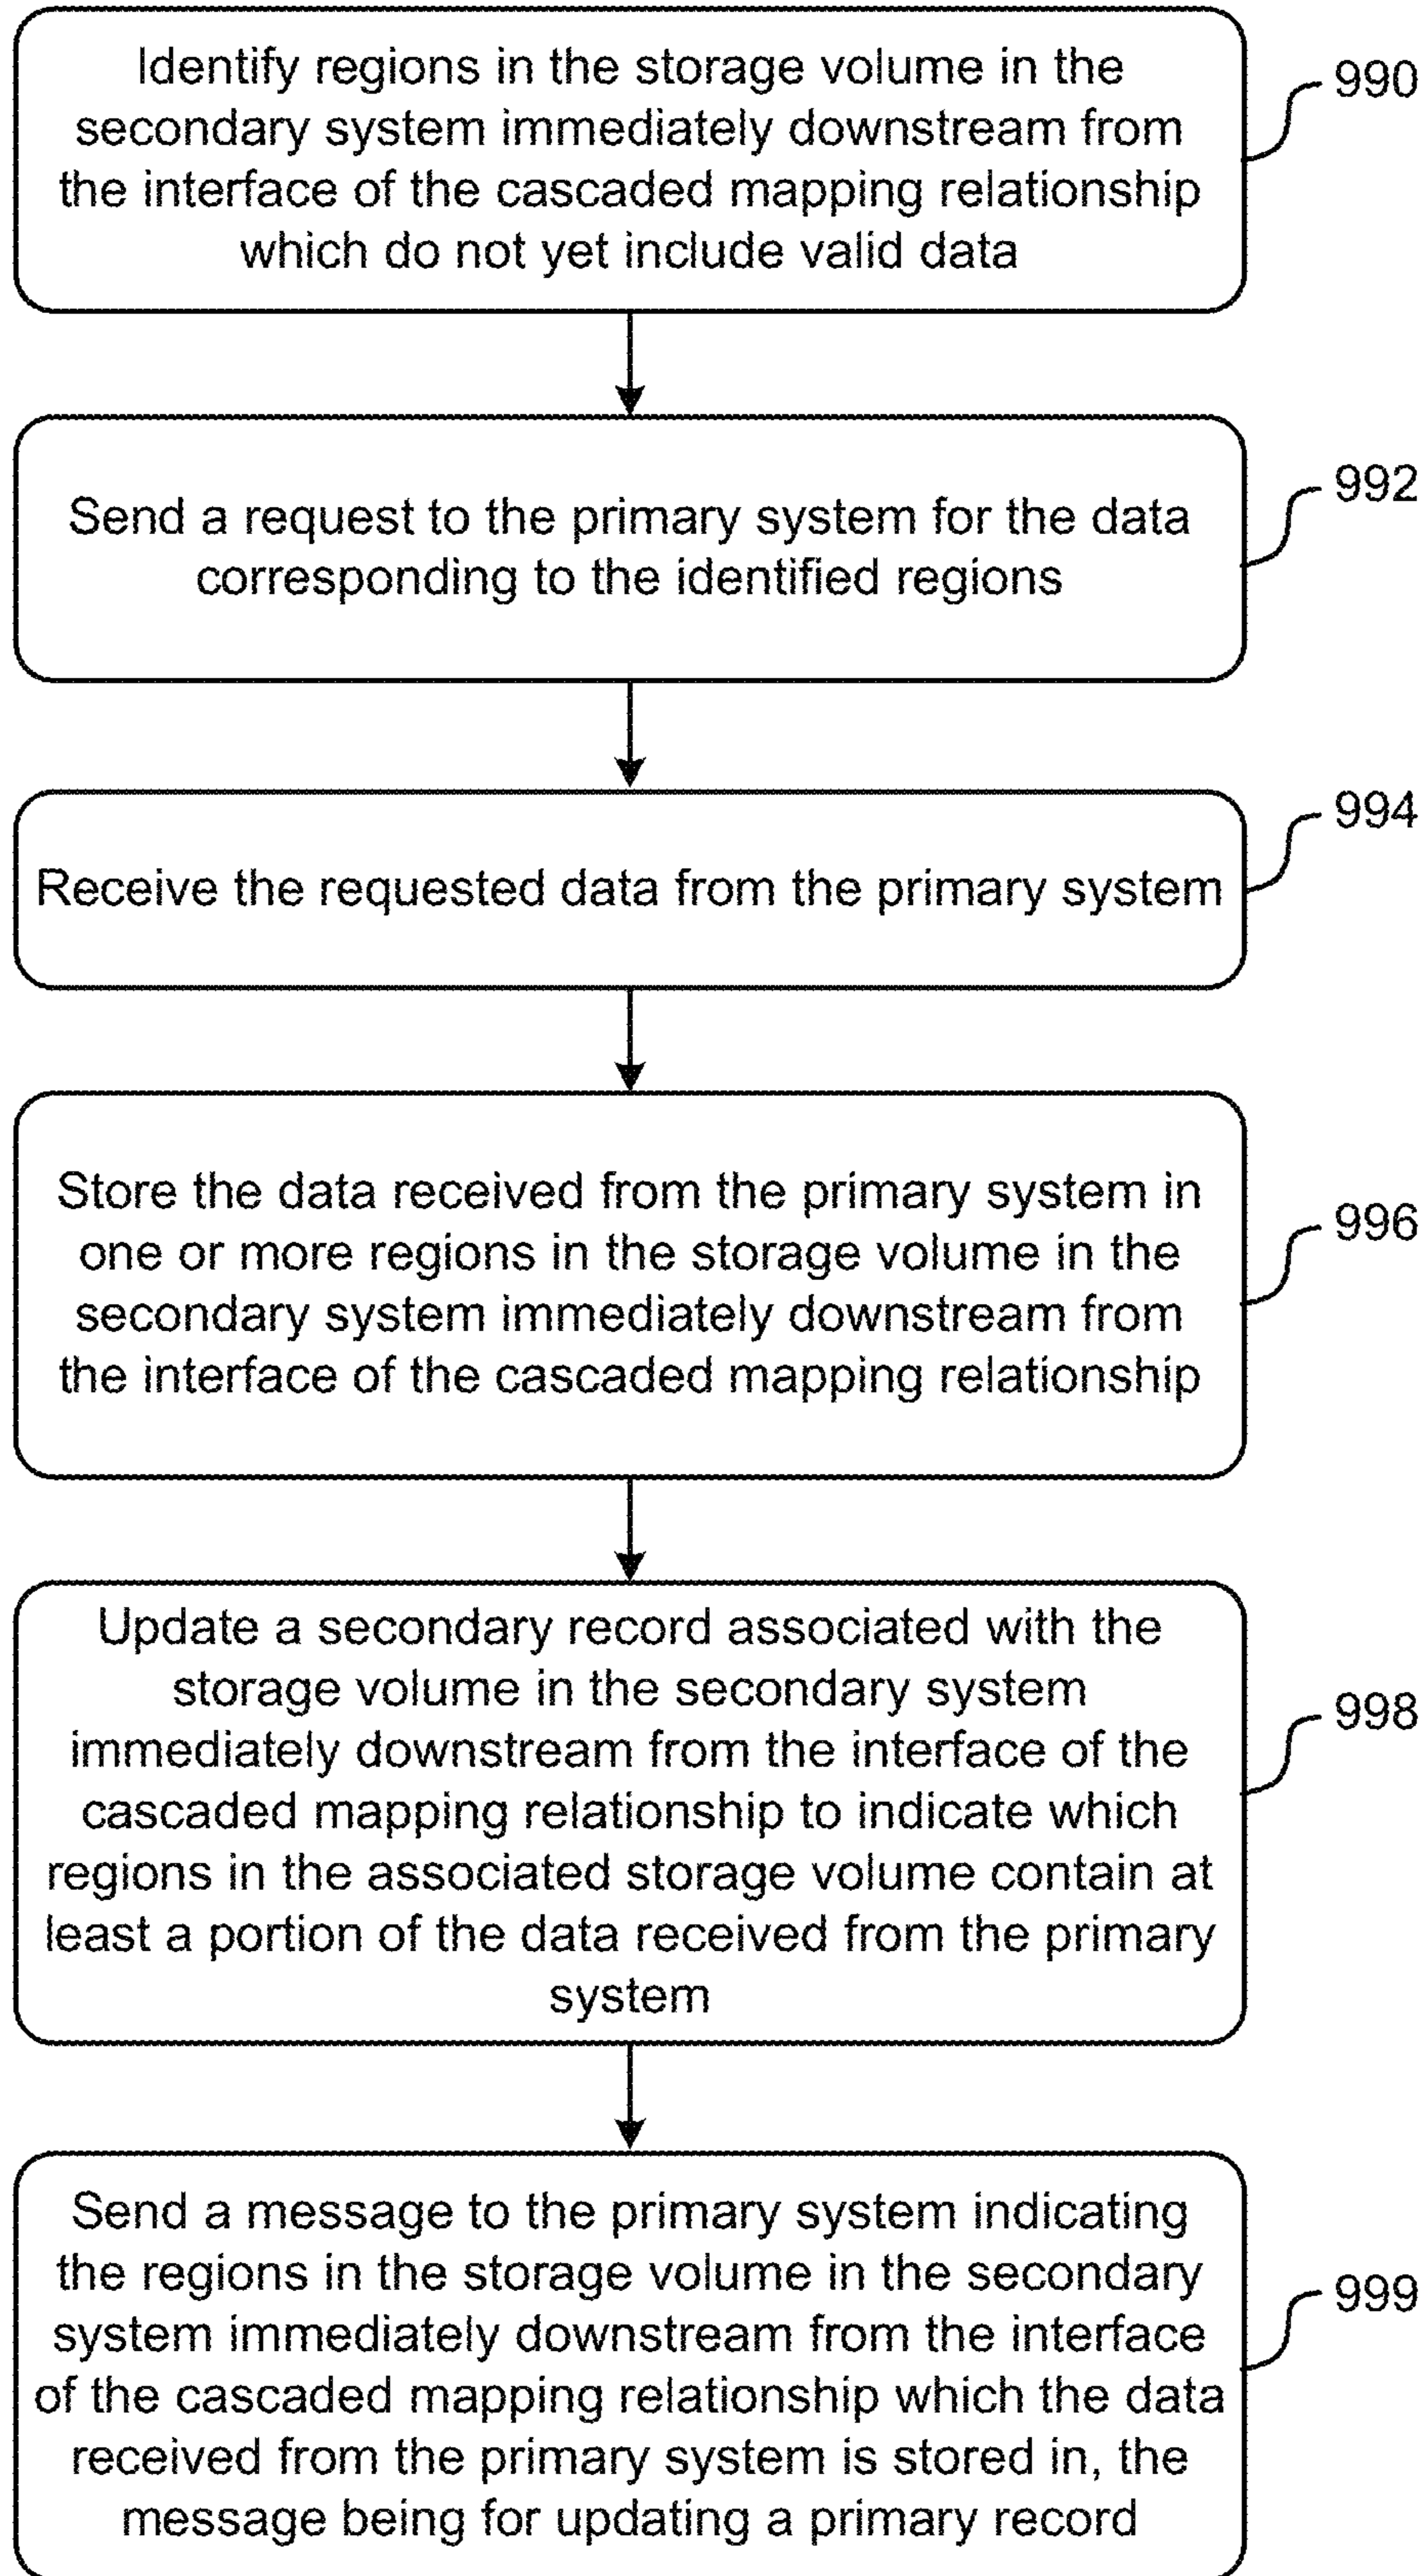 Identify regions in the storage volume in the
secondary system immediately downstream from
the interface of the cascaded mapping relationship
which do not yet include valid data
990
Send a request to the primary system for the data
corresponding to the identified regions
992
Receive the requested data from the primary system
994
Store the data received from the primary system in
one or more regions in the storage volume in the
secondary system immediately downstream from
the interface of the cascaded mapping relationship
996
Update a secondary record associated with the
storage volume in the secondary system
immediately downstream from the interface of the
cascaded mapping relationship to indicate which
regions in the associated storage volume contain at
least a portion of the data received from the primary
system
998
Send a message to the primary system indicating
the regions in the storage volume in the secondary
system immediately downstream from the interface
of the cascaded mapping relationship which the data
received from the primary system is stored in, the
message being for updating a primary record
999